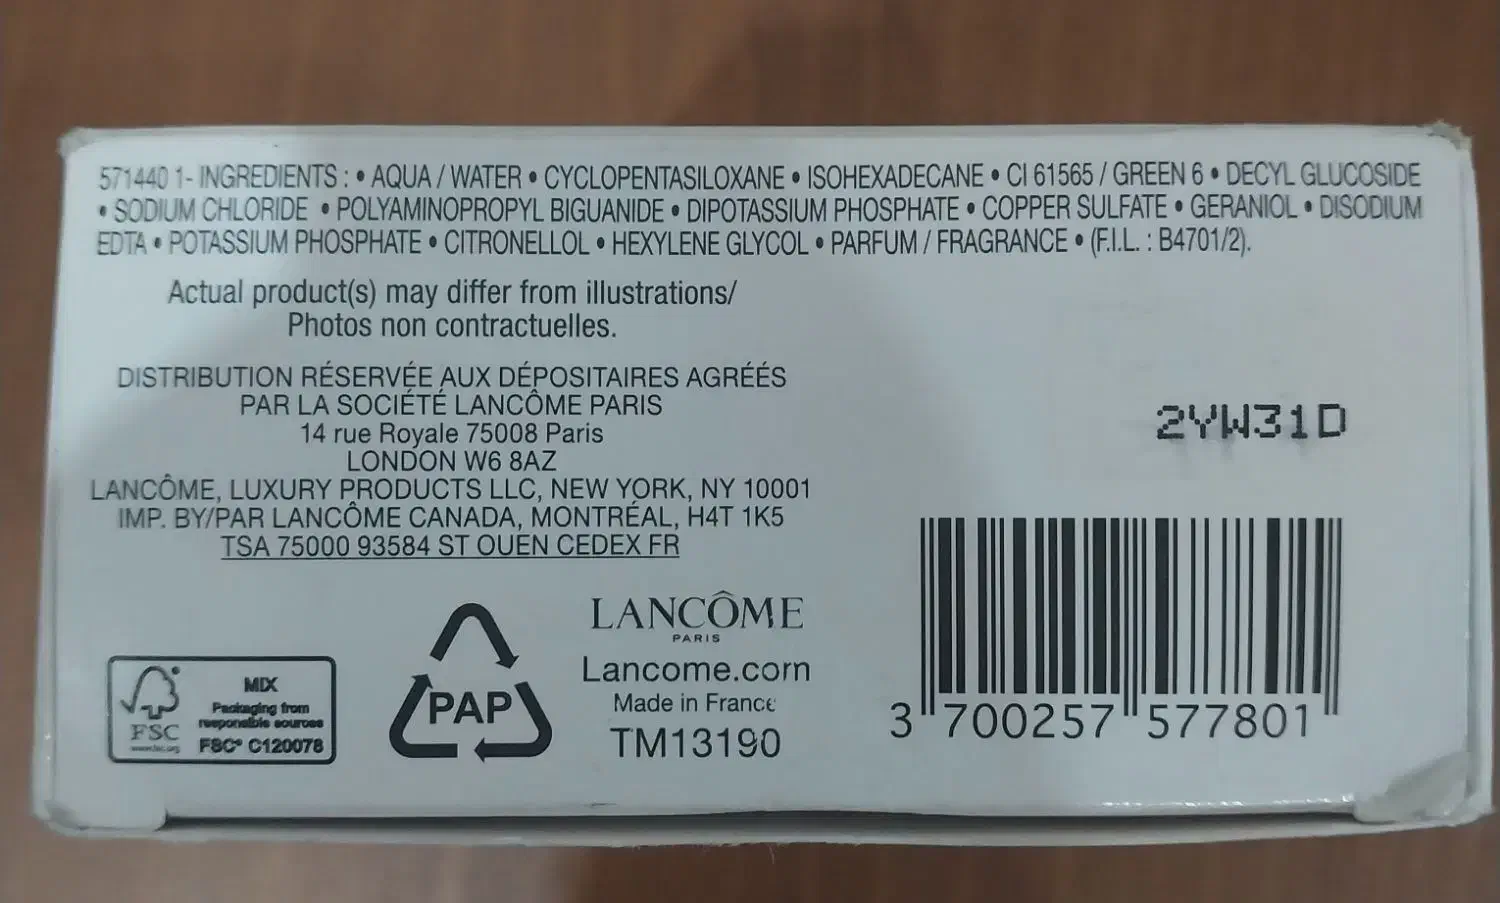 571440 1- INGREDIENTS : • AQUA / WATER • CYCLOPENTASILOXANE • ISOHEXADECANE • CI 61565 / GREEN 6 • DECYL GLUCOSIDE
• SODIUM CHLORIDE • POLYAMINOPROPYL BIGUANIDE • DIPOTASSIUM PHOSPHATE • COPPER SULFATE • GERANIOL • DISODIUM
EDTA • POTASSIUM PHOSPHATE • CITRONELLOL • HEXYLENE GLYCOL • PARFUM / FRAGRANCE • (F.I.L. : B4701/2).
Actual product(s) may differ from illustrations/
Photos non contractuelles.
DISTRIBUTION RÉSERVÉE AUX DÉPOSITAIRES AGRÉÉS
PAR LA SOCIÉTÉ LANCÔME PARIS
14 rue Royale 75008 Paris
LONDON W6 8AZ
LANCÔME, LUXURY PRODUCTS LLC, NEW YORK, NY 10001
IMP. BY/PAR LANCÔME CANADA, MONTRÉAL, H4T 1K5
TSA 75000 93584 ST OUEN CEDEX FR
2YW31D
FSC
www.fsc.org
MIX
Packaging from
responsible sources
FSC® C120078
PAP
LANCÔME
PARIS
Lancome.com
Made in France
TM13190
3 700257 577801